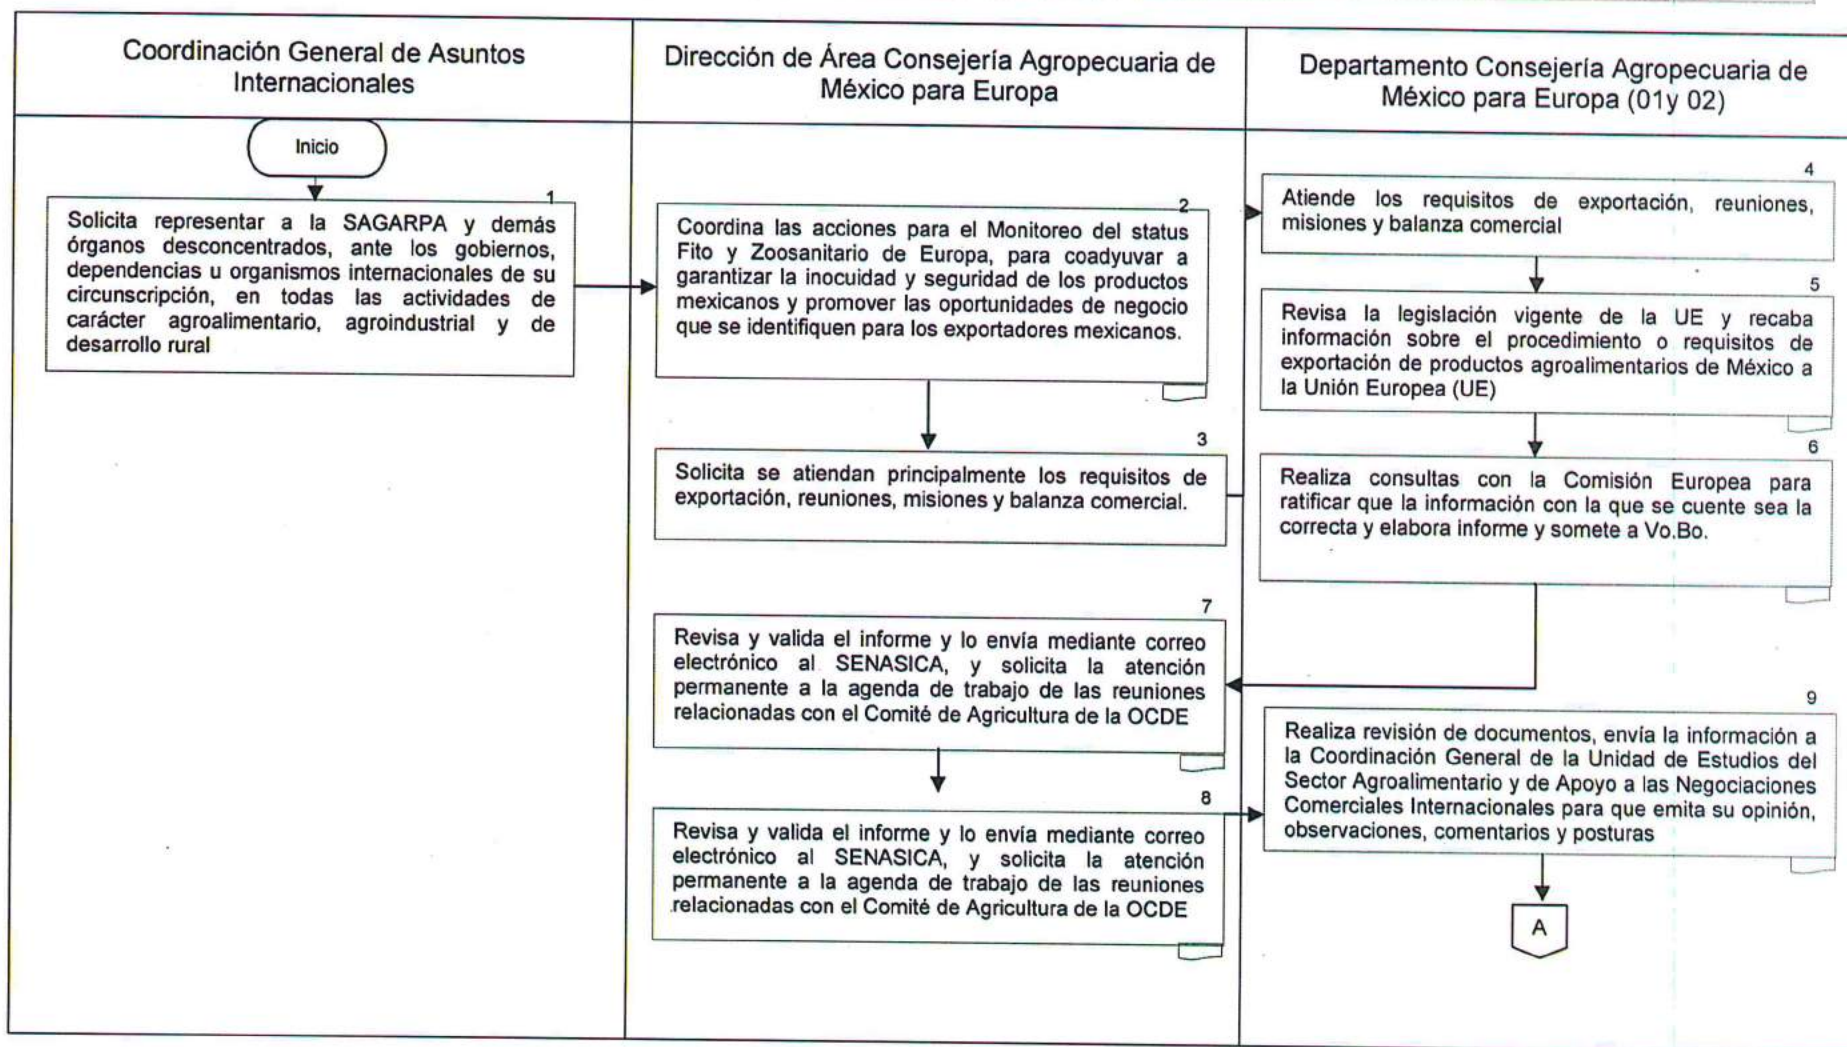 Coordinación General de Asuntos
Internacionales
Dirección de Área Consejería Agropecuaria de
México para Europa
Departamento Consejería Agropecuaria de
México para Europa (01y 02)
Inicio
1
Solicita representar a la SAGARPA y demás
órganos desconcentrados, ante los gobiernos,
dependencias u organismos internacionales de su
circunscripción, en todas las actividades de
carácter agroalimentario, agroindustrial y de
desarrollo rural
2
Coordina las acciones para el Monitoreo del status
Fito y Zoosanitario de Europa, para coadyuvar a
garantizar la inocuidad y seguridad de los productos
mexicanos y promover las oportunidades de negocio
que se identifiquen para los exportadores mexicanos.
3
Solicita se atiendan principalmente los requisitos de
exportación, reuniones, misiones y balanza comercial.
4
Atiende los requisitos de exportación, reuniones,
misiones y balanza comercial
5
Revisa la legislación vigente de la UE y recaba
información sobre el procedimiento o requisitos de
exportación de productos agroalimentarios de México a
la Unión Europea (UE)
6
Realiza consultas con la Comisión Europea para
ratificar que la información con la que se cuente sea la
correcta y elabora informe y somete a Vo.Bo.
7
Revisa y valida el informe y lo envía mediante correo
electrónico al SENASICA, y solicita la atención
permanente a la agenda de trabajo de las reuniones
relacionadas con el Comité de Agricultura de la OCDE
8
Revisa y valida el informe y lo envía mediante correo
electrónico al SENASICA, y solicita la atención
permanente a la agenda de trabajo de las reuniones
relacionadas con el Comité de Agricultura de la OCDE
9
Realiza revisión de documentos, envía la información a
la Coordinación General de la Unidad de Estudios del
Sector Agroalimentario y de Apoyo a las Negociaciones
Comerciales Internacionales para que emita su opinión,
observaciones, comentarios y posturas
A